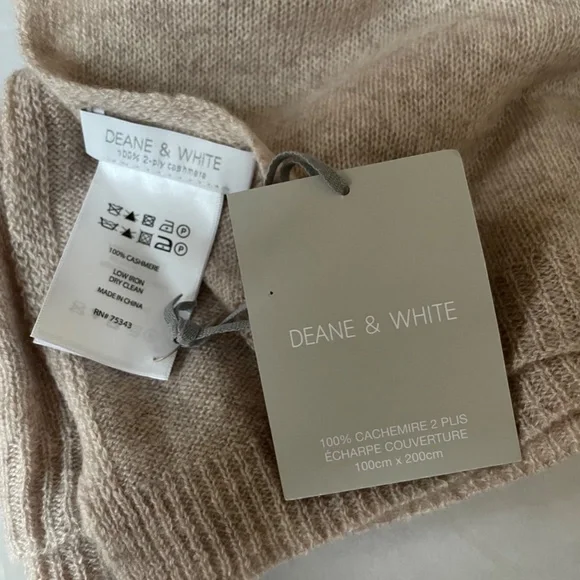 DEANE & WHITE
100% 2-ply cashmere
100% CASHMERE
LOW IRON
DRY CLEAN
MADE IN CHINA
RN# 75343
DEANE & WHITE
100% CACHEMIRE 2 PLIS
ÉCHARPE COUVERTURE
100cm x 200cm